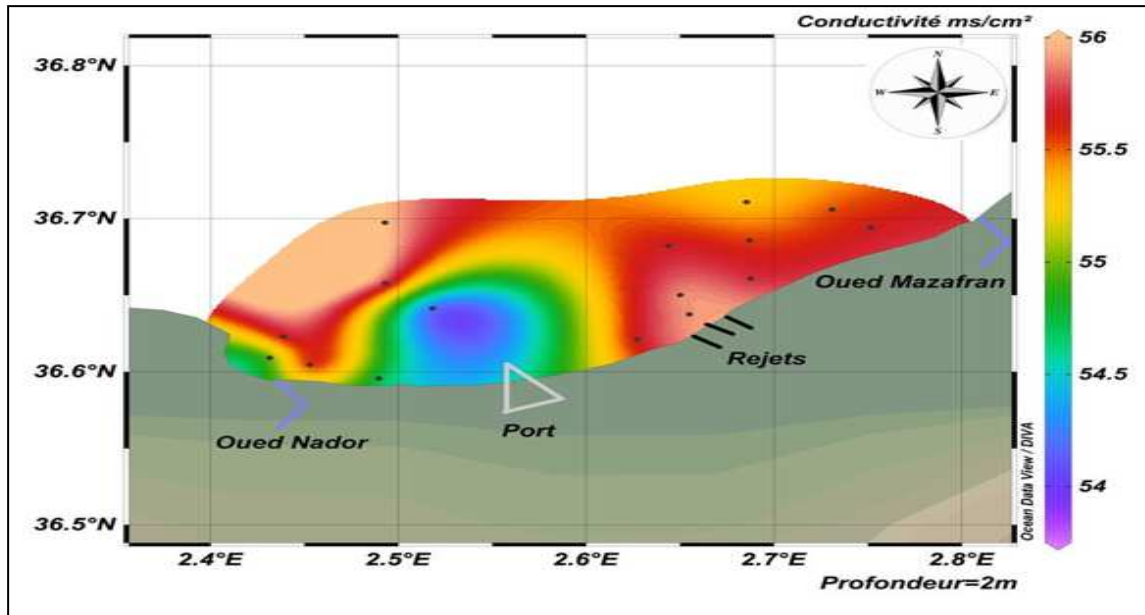 Conductivité ms/cm²
36.8°N
36.7°N
36.6°N
36.5°N
2.4°E
2.5°E
2.6°E
2.7°E
2.8°E
N
W
E
S
56
55.5
55
54.5
54
Oued Mazafran
Rejets
Port
Oued Nador
Ocean Data View / DIVA
Profondeur=2m